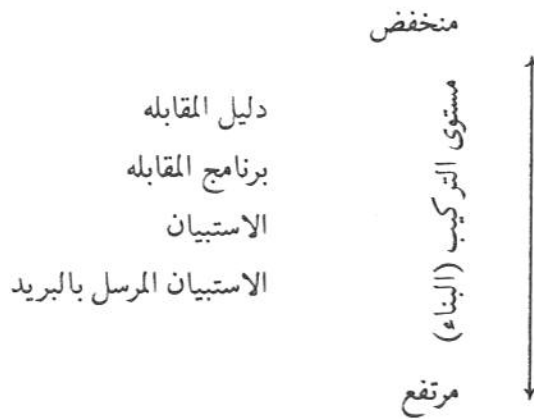 منخفض
مستوى التركيب (البناء)
دليل المقابله
برنامج المقابله
الاستبيان
الاستبيان المرسل بالبريد
مرتفع